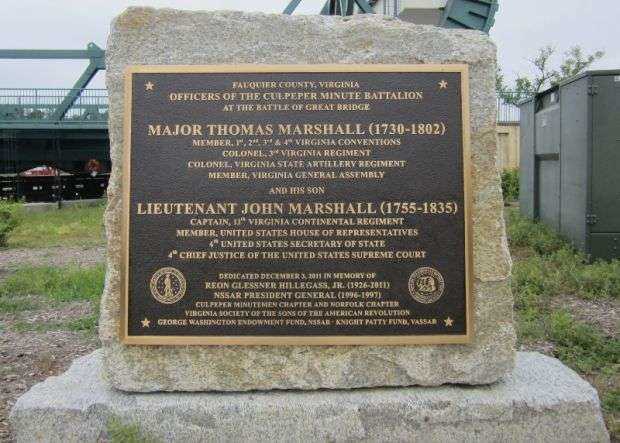 FAUQUIER COUNTY, VIRGINIA
OFFICERS OF THE CULPEPER MINUTE BATTALION
AT THE BATTLE OF GREAT BRIDGE
MAJOR THOMAS MARSHALL (1730-1802)
MEMBER, 1ST, 2ND, 3RD & 4TH VIRGINIA CONVENTIONS
COLONEL, 3RD VIRGINIA REGIMENT
COLONEL, VIRGINIA STATE ARTILLERY REGIMENT
MEMBER, VIRGINIA GENERAL ASSEMBLY
AND HIS SON
LIEUTENANT JOHN MARSHALL (1755-1835)
CAPTAIN, 15TH VIRGINIA CONTINENTAL REGIMENT
MEMBER, UNITED STATES HOUSE OF REPRESENTATIVES
4TH UNITED STATES SECRETARY OF STATE
4TH CHIEF JUSTICE OF THE UNITED STATES SUPREME COURT
DEDICATED DECEMBER 3, 2011 IN MEMORY OF
REON GLESSNER HILLEGASS, JR. (1926-2011)
NSSAR PRESIDENT GENERAL (1996-1997)
CULPEPER MINUTEMEN CHAPTER AND NORFOLK CHAPTER
VIRGINIA SOCIETY OF THE SONS OF THE AMERICAN REVOLUTION
GEORGE WASHINGTON ENDOWMENT FUND, NSSAR - KNIGHT PATTY FUND, VASSAR